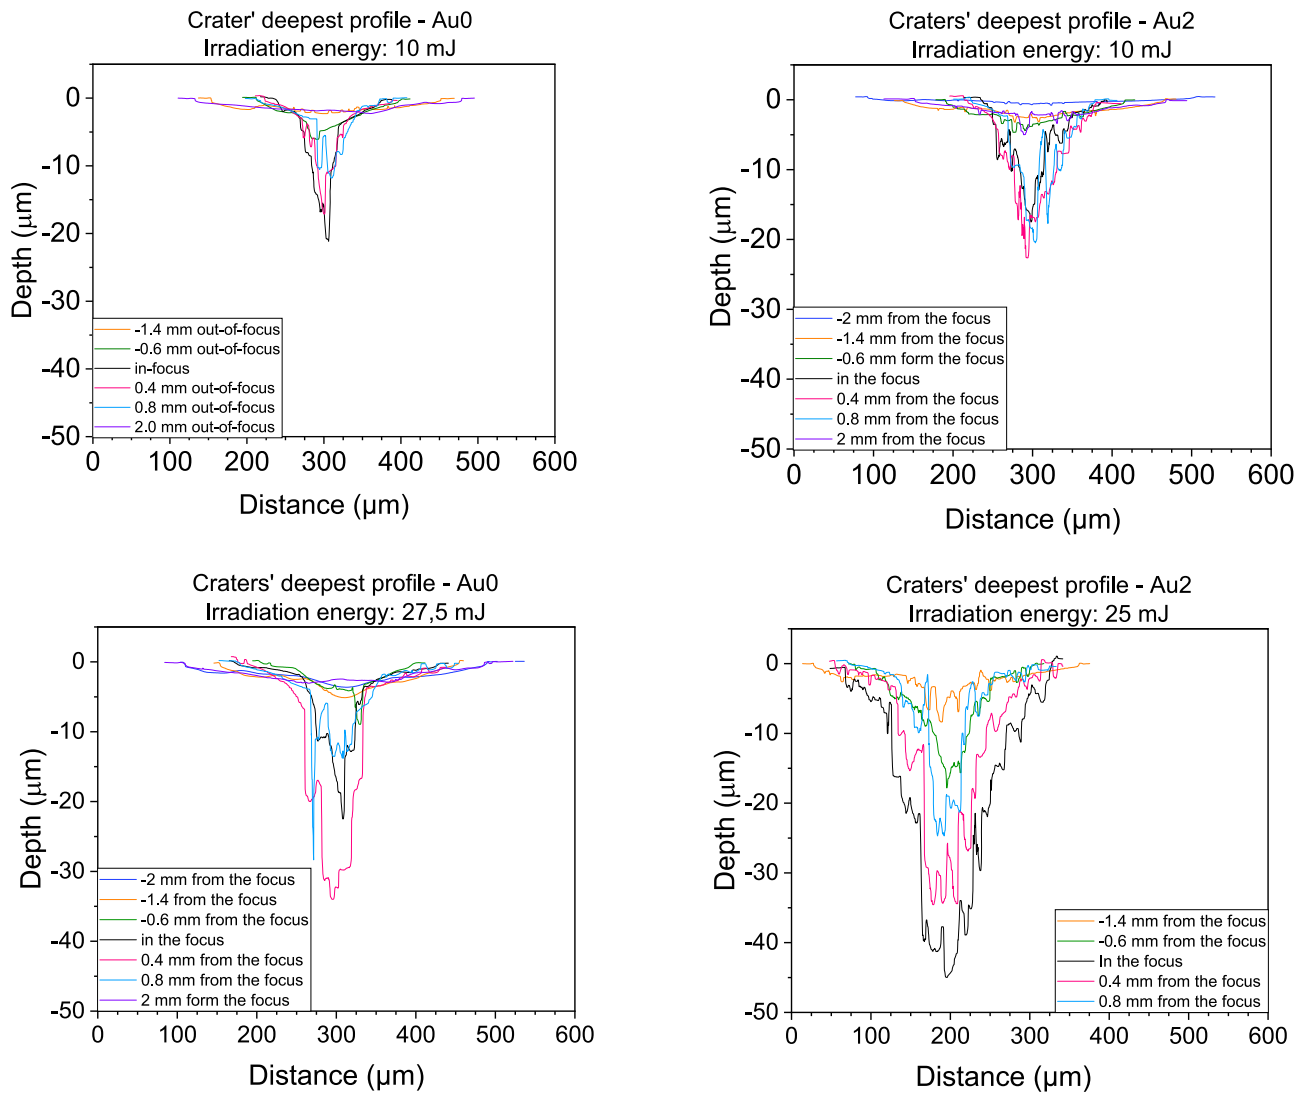 Crater' deepest profile - Au0
Irradiation energy: 10 mJ
0
-10
-20
-30
-40
-50
Depth (µm)
-1.4 mm out-of-focus
-0.6 mm out-of-focus
in-focus
0.4 mm out-of-focus
0.8 mm out-of-focus
2.0 mm out-of-focus
0 100 200 300 400 500 600
Distance (µm)
Craters' deepest profile - Au2
Irradiation energy: 10 mJ
0
-10
-20
-30
-40
-50
Depth (µm)
-2 mm from the focus
-1.4 mm from the focus
-0.6 mm form the focus
in the focus
0.4 mm from the focus
0.8 mm from the focus
2 mm from the focus
0 100 200 300 400 500 600
Distance (µm)
Craters' deepest profile - Au0
Irradiation energy: 27,5 mJ
0
-10
-20
-30
-40
-50
Depth (µm)
-2 mm from the focus
-1.4 from the focus
-0.6 mm from the focus
in the focus
0.4 mm from the focus
0.8 mm from the focus
2 mm form the focus
0 100 200 300 400 500 600
Distance (µm)
Craters' deepest profile - Au2
Irradiation energy: 25 mJ
0
-10
-20
-30
-40
-50
Depth (µm)
-1.4 mm from the focus
-0.6 mm from the focus
In the focus
0.4 mm from the focus
0.8 mm from the focus
0 100 200 300 400 500 600
Distance (µm)